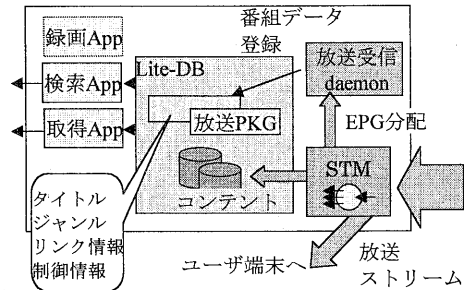 番組データ
登録
録画App
検索App
取得App
Lite-DB
放送PKG
コンテント
放送受信
daemon
EPG分配
STM
タイトル
ジャンル
リンク情報
制御情報
ユーザ端末へ
放送
ストリーム